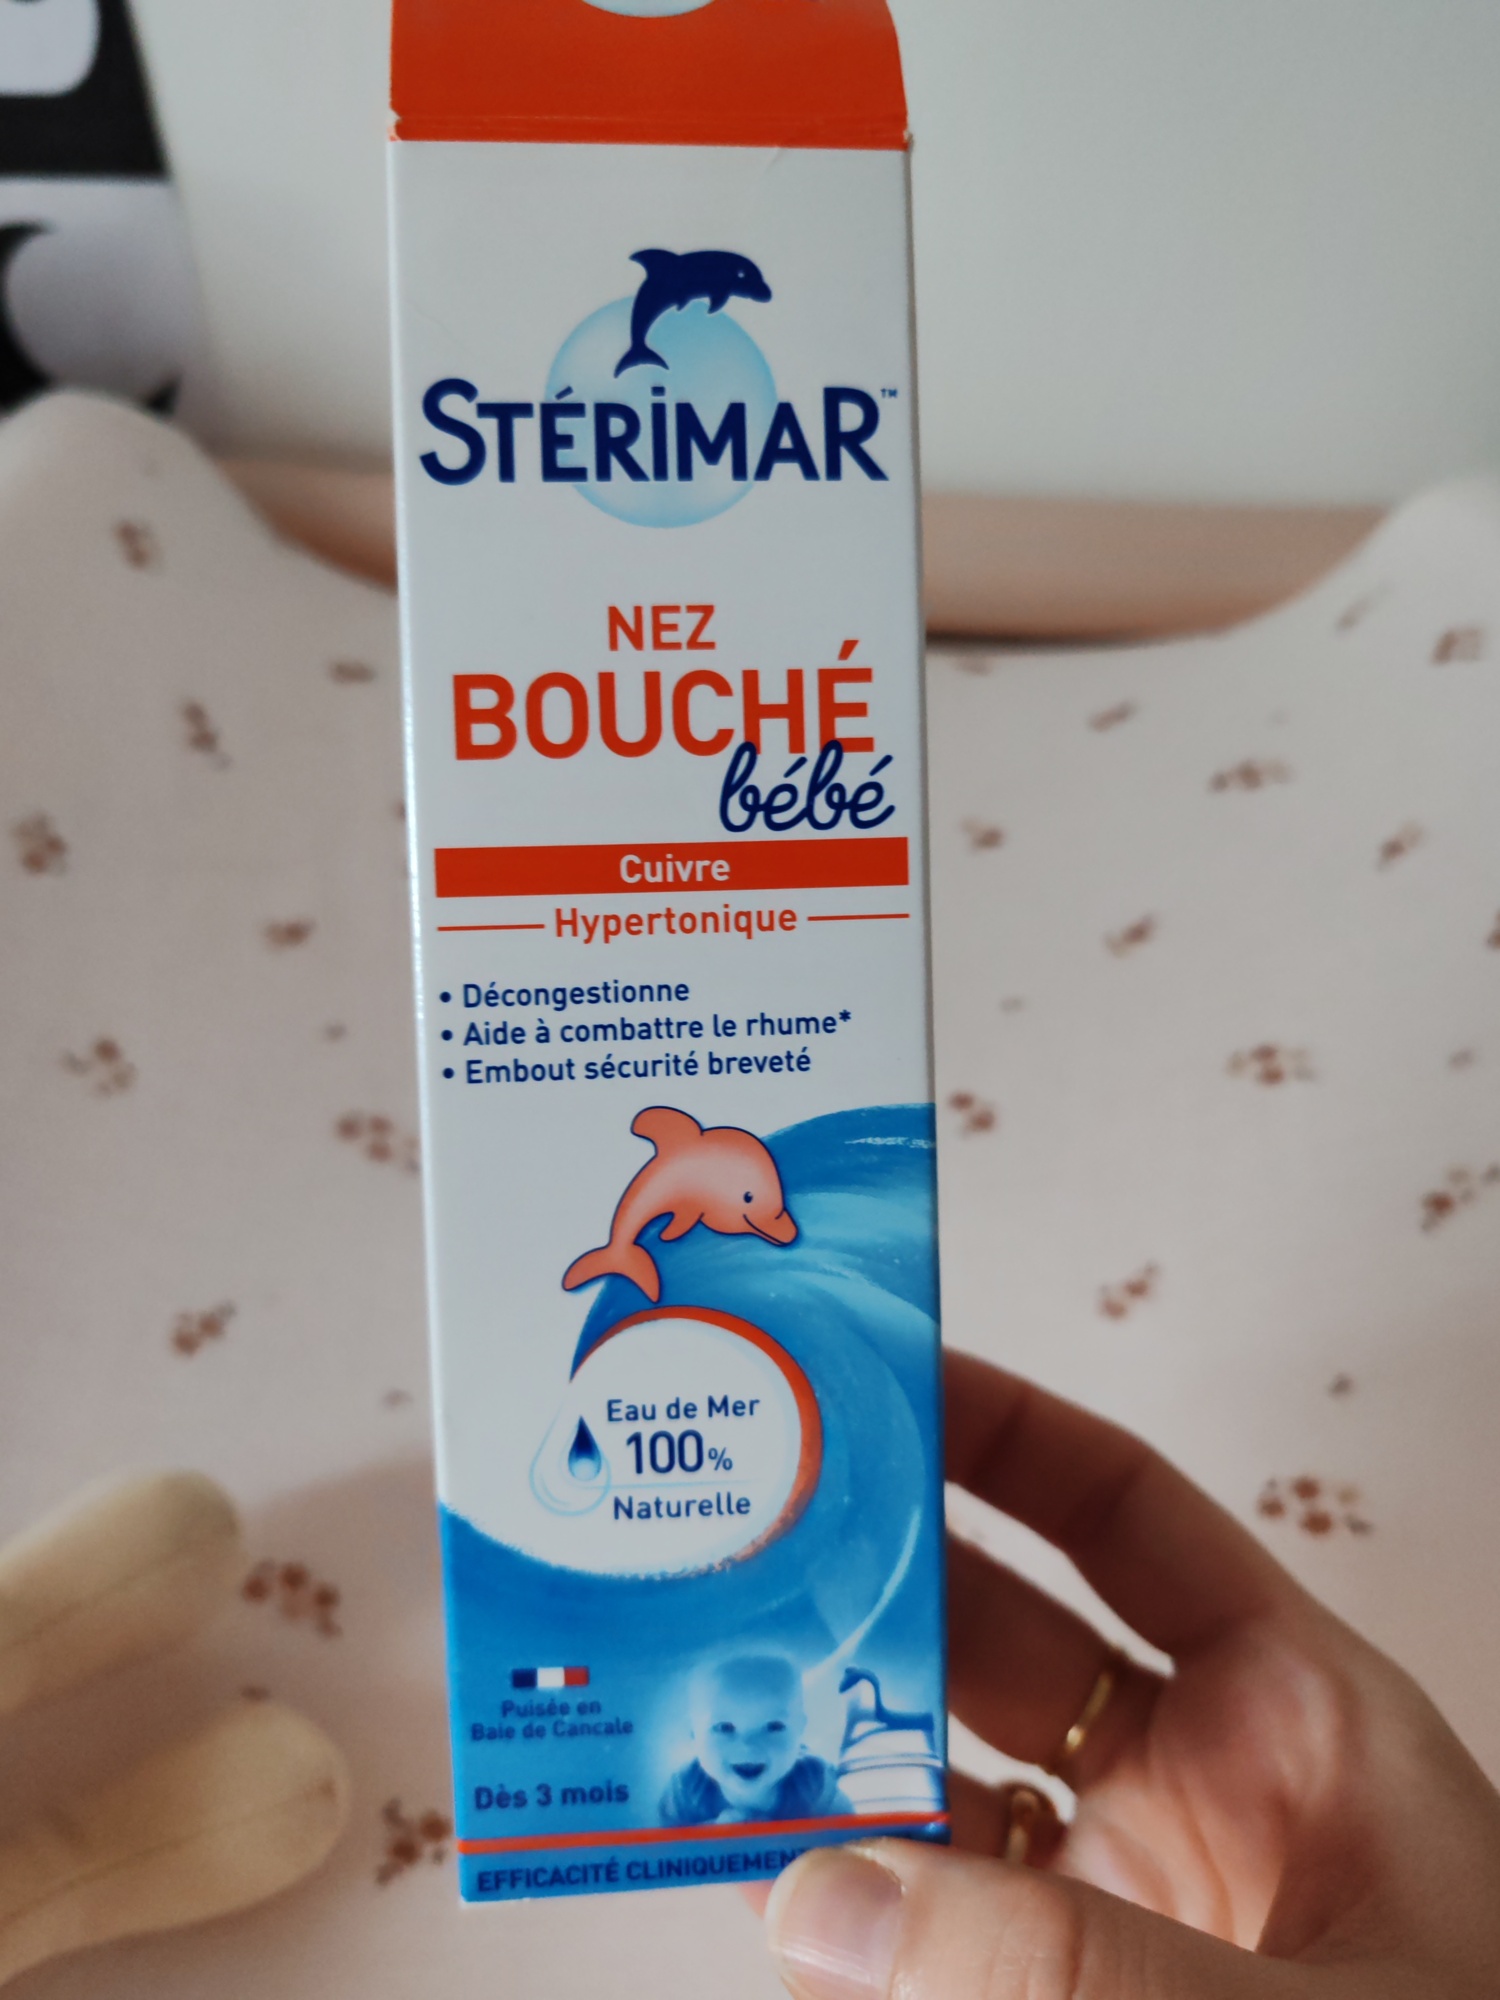 STÉRIMAR™
NEZ
BOUCHÉ
bébé
Cuivre
Hypertonique
• Décongestionne
• Aide à combattre le rhume*
• Embout sécurité breveté
Eau de Mer
100%
Naturelle
Puisée en
Baie de Cancale
Dès 3 mois
EFFICACITÉ